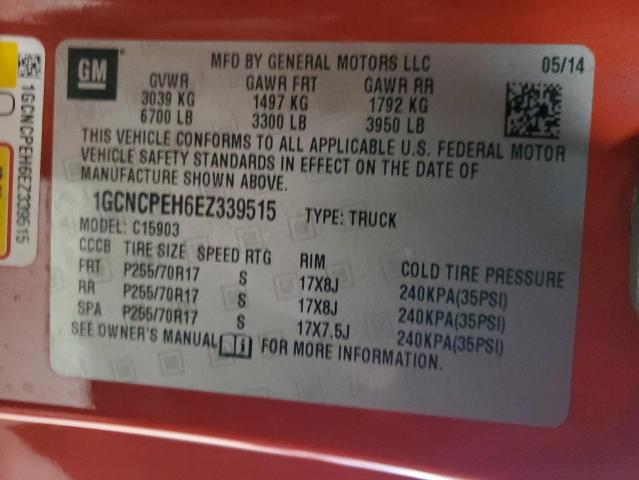 GM
MFD BY GENERAL MOTORS LLC 05/14
GVWR GAWR FRT GAWR RR
3039 KG 1497 KG 1792 KG
6700 LB 3300 LB 3950 LB
THIS VEHICLE CONFORMS TO ALL APPLICABLE U.S. FEDERAL MOTOR
VEHICLE SAFETY STANDARDS IN EFFECT ON THE DATE OF
MANUFACTURE SHOWN ABOVE.
1GCNCPEH6EZ339515 TYPE: TRUCK
MODEL: C15903
CCCB TIRE SIZE SPEED RTG RIM COLD TIRE PRESSURE
FRT P255/70R17 S 17X8J 240KPA(35PSI)
RR P255/70R17 S 17X8J 240KPA(35PSI)
SPA P255/70R17 S 17X7.5J 240KPA(35PSI)
SEE OWNER'S MANUAL FOR MORE INFORMATION.
1GCNCPEH6EZ339515